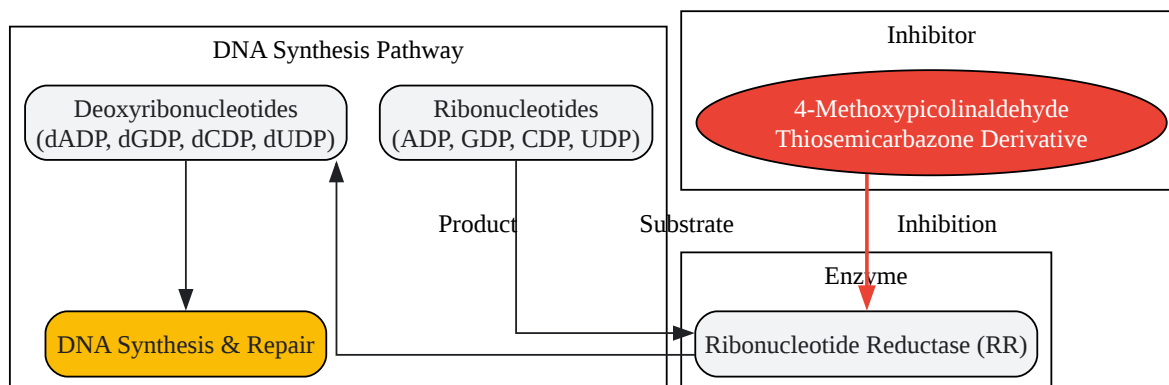 DNA Synthesis Pathway
Deoxyribonucleotides
(dADP, dGDP, dCDP, dUDP)
Ribonucleotides
(ADP, GDP, CDP, UDP)
Inhibitor
4-Methoxypicolinaldehyde
Thiosemicarbazone Derivative
Product
Substrate
Inhibition
Enzyme
DNA Synthesis & Repair
Ribonucleotide Reductase (RR)